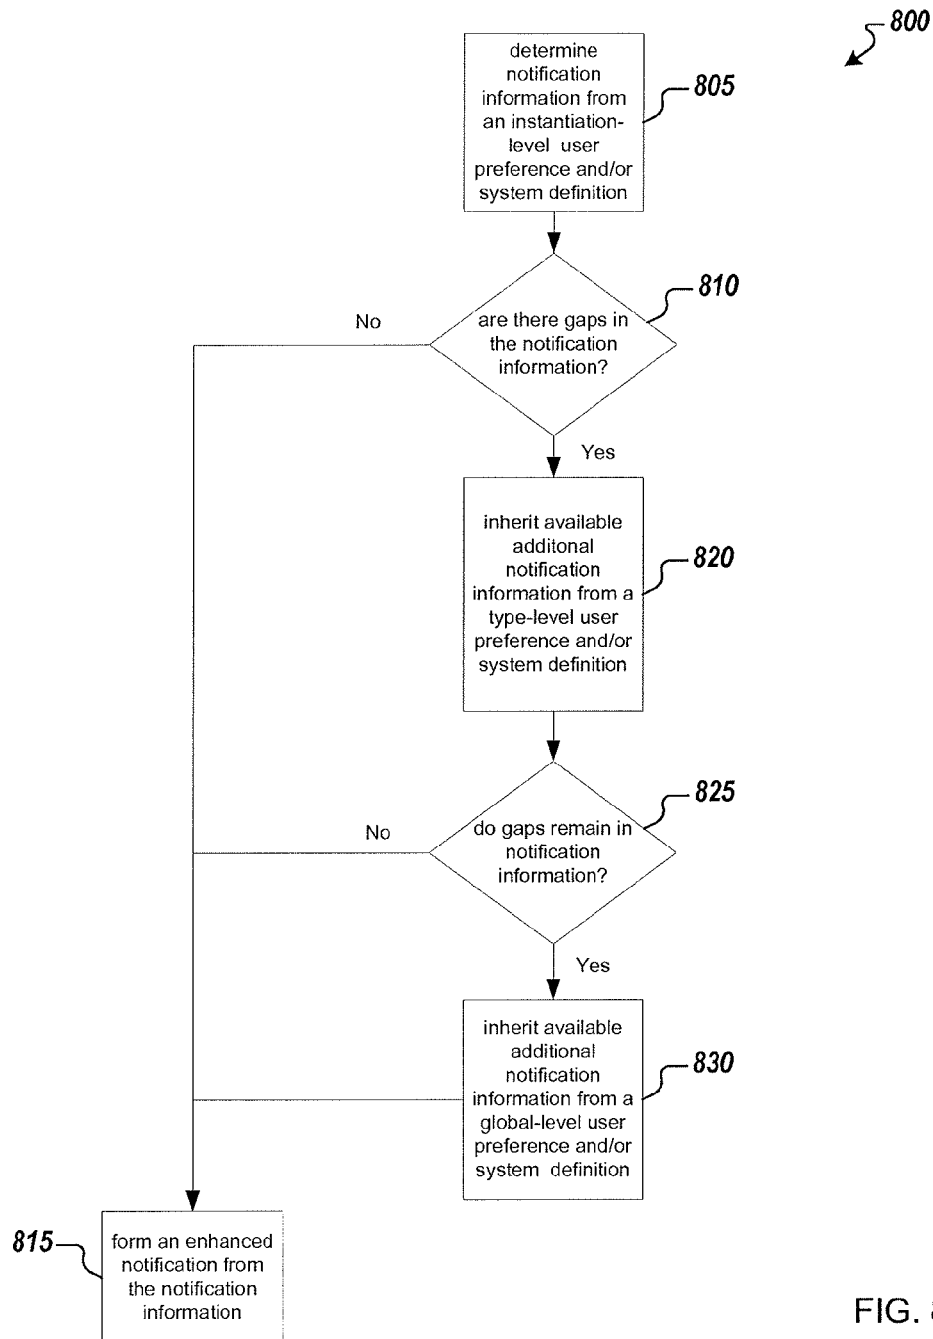 800
determine
notification
information from
an instantiation-
level user
preference and/or
system definition
805
810
are there gaps in
the notification
information?
No
Yes
inherit available
additonal
notification
information from a
type-level user
preference and/or
system definition
820
825
do gaps remain in
notification
information?
No
Yes
inherit available
additional
notification
information from a
global-level user
preference and/or
system definition
830
815
form an enhanced
notification from
the notification
information
FIG.